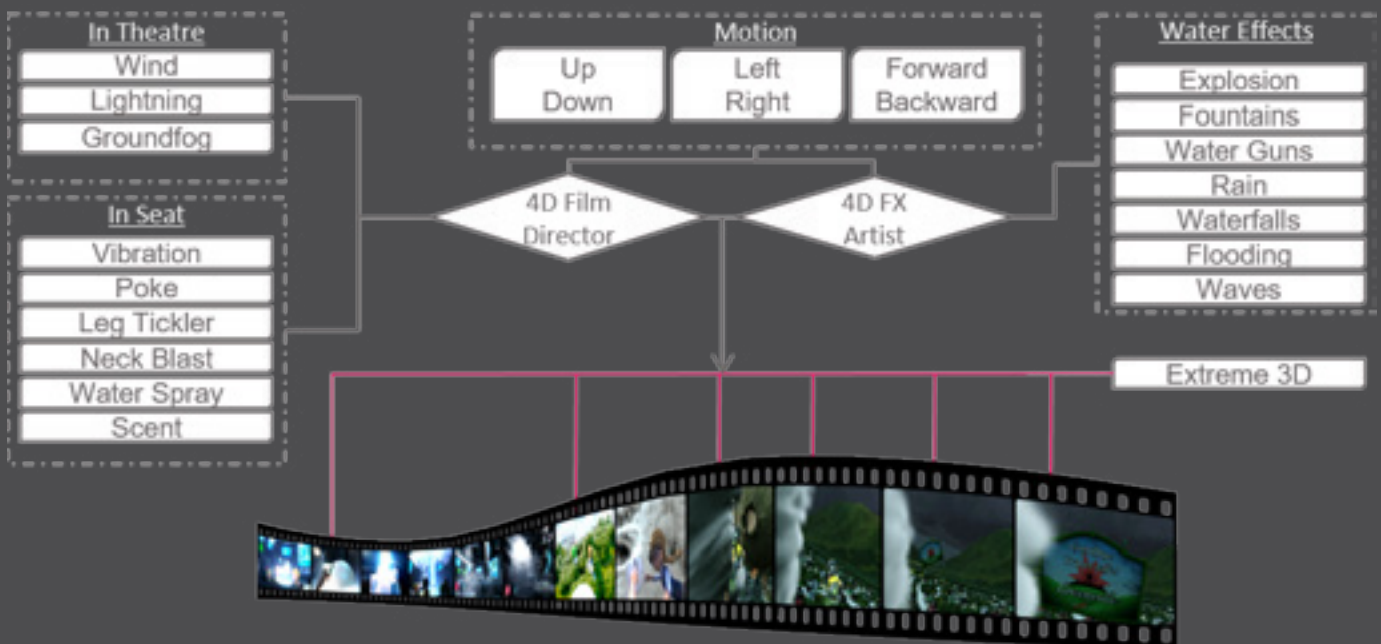 In Theatre
Wind
Lightning
Groundfog
In Seat
Vibration
Poke
Leg Tickler
Neck Blast
Water Spray
Scent
Motion
Up
Down
Left
Right
Forward
Backward
4D Film
Director
4D FX
Artist
Water Effects
Explosion
Fountains
Water Guns
Rain
Waterfalls
Flooding
Waves
Extreme 3D